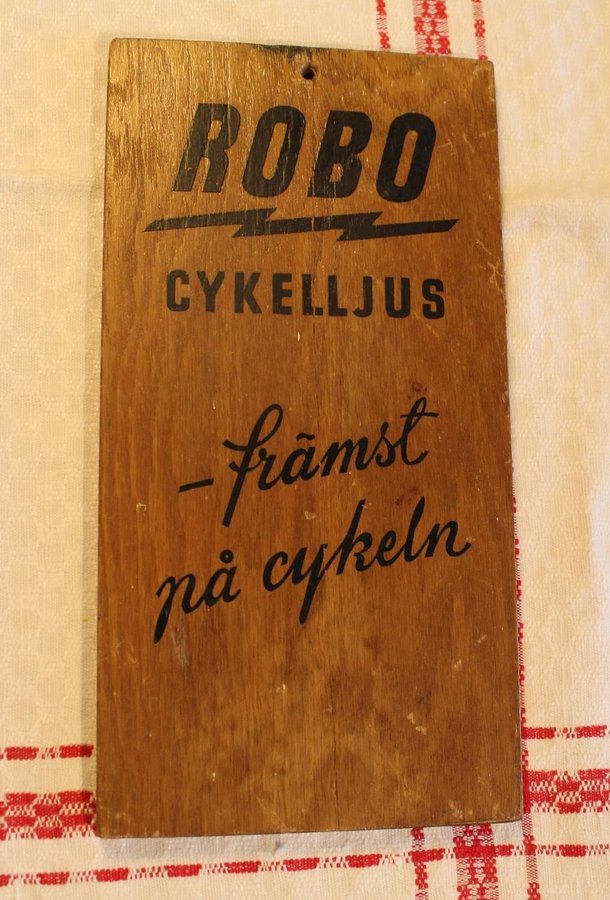 ROBO
CYKELLJUS
- främst
på cykeln